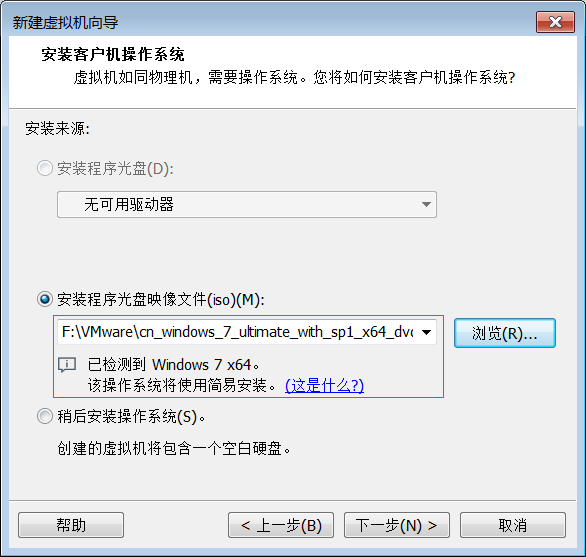 新建虚拟机向导
安装客户机操作系统
虚拟机如同物理机，需要操作系统。您将如何安装客户机操作系统?
安装来源:
安装程序光盘(D):
无可用驱动器
安装程序光盘映像文件(iso)(M):
F:\VMware\cn_windows_7_ultimate_with_sp1_x64_dvd
浏览(R)...
已检测到 Windows 7 x64。
该操作系统将使用简易安装。 (这是什么?)
稍后安装操作系统(S)。
创建的虚拟机将包含一个空白硬盘。
帮助
< 上一步(B)
下一步(N) >
取消